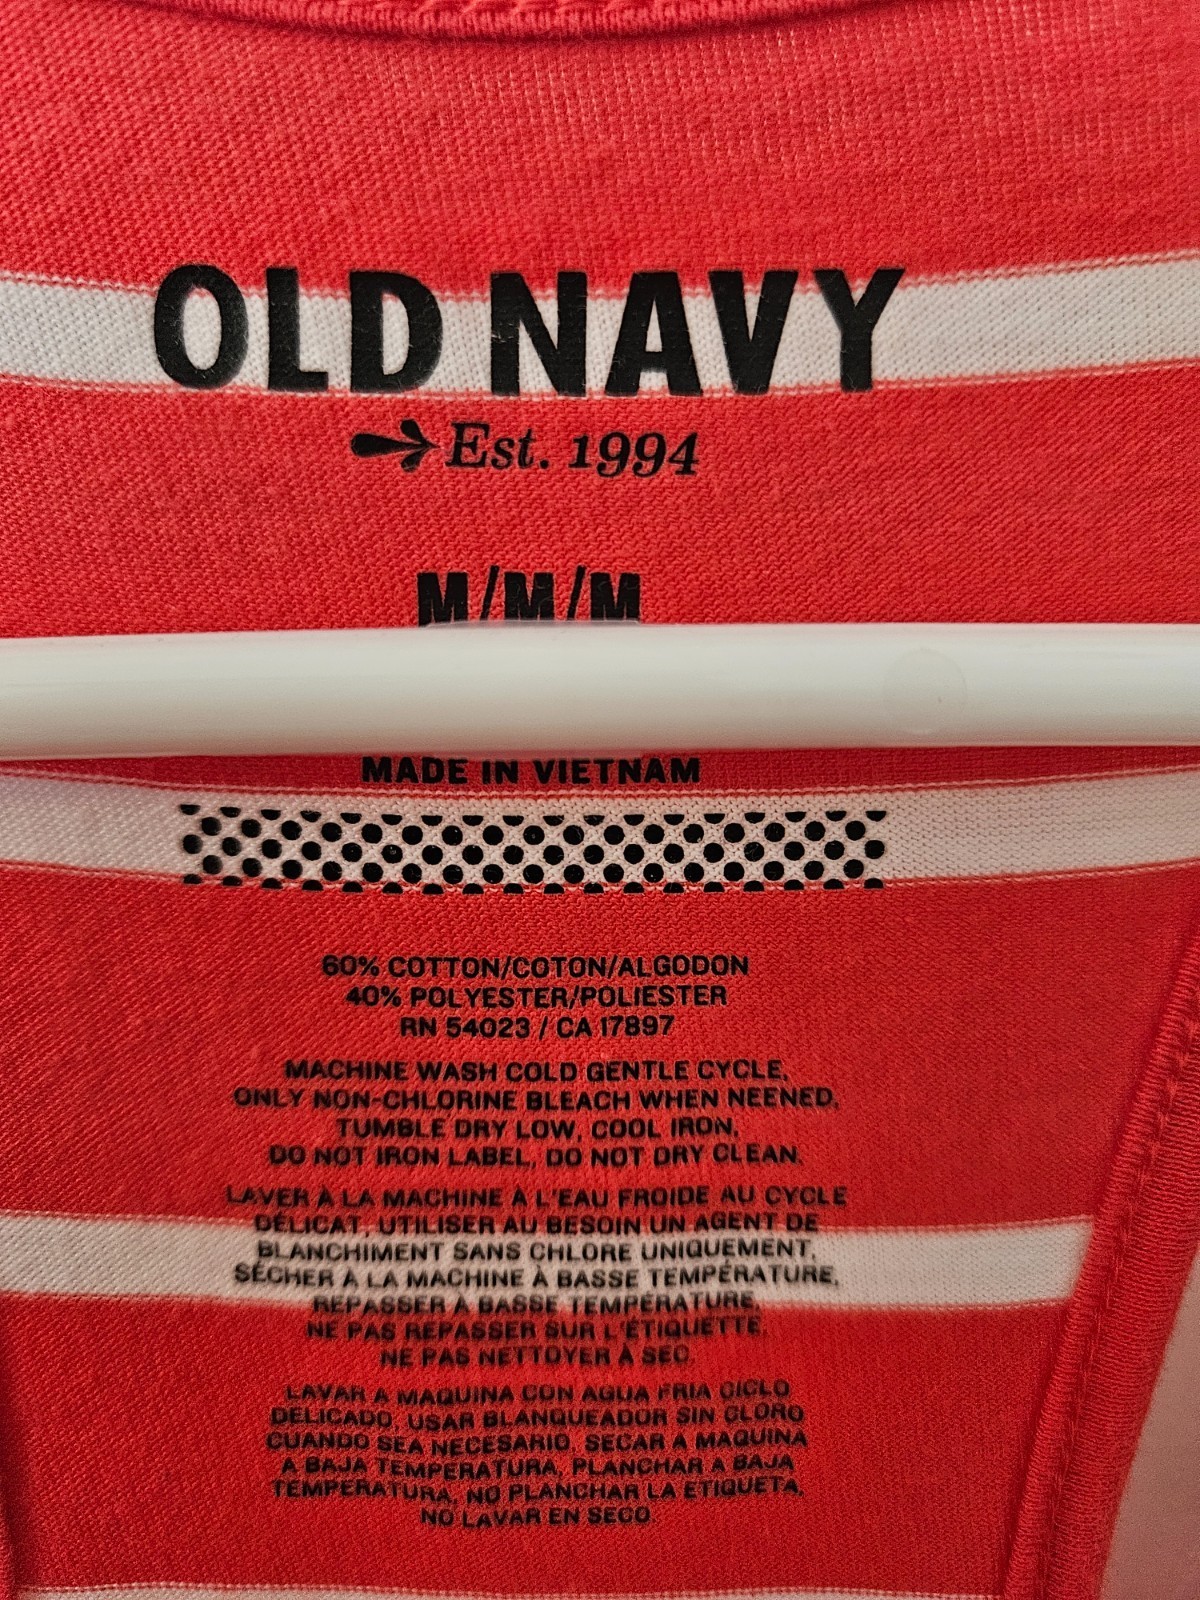 OLD NAVY
Est. 1994
M/M/M
MADE IN VIETNAM
60% COTTON/COTON/ALGODON
40% POLYESTER/POLIESTER
RN 54023 / CA 17897
MACHINE WASH COLD GENTLE CYCLE,
ONLY NON-CHLORINE BLEACH WHEN NEENED,
TUMBLE DRY LOW, COOL IRON,
DO NOT IRON LABEL, DO NOT DRY CLEAN.
LAVER À LA MACHINE À L'EAU FROIDE AU CYCLE
DÉLICAT, UTILISER AU BESOIN UN AGENT DE
BLANCHIMENT SANS CHLORE UNIQUEMENT,
SÉCHER À LA MACHINE À BASSE TEMPÉRATURE,
REPASSER À BASSE TEMPÉRATURE,
NE PAS REPASSER SUR L'ÉTIQUETTE,
NE PAS NETTOYER À SEC.
LAVAR A MAQUINA CON AGUA FRIA CICLO
DELICADO, USAR BLANQUEADOR SIN CLORO
CUANDO SEA NECESARIO, SECAR A MAQUINA
A BAJA TEMPERATURA, PLANCHAR A BAJA
TEMPERATURA, NO PLANCHAR LA ETIQUETA,
NO LAVAR EN SECO.